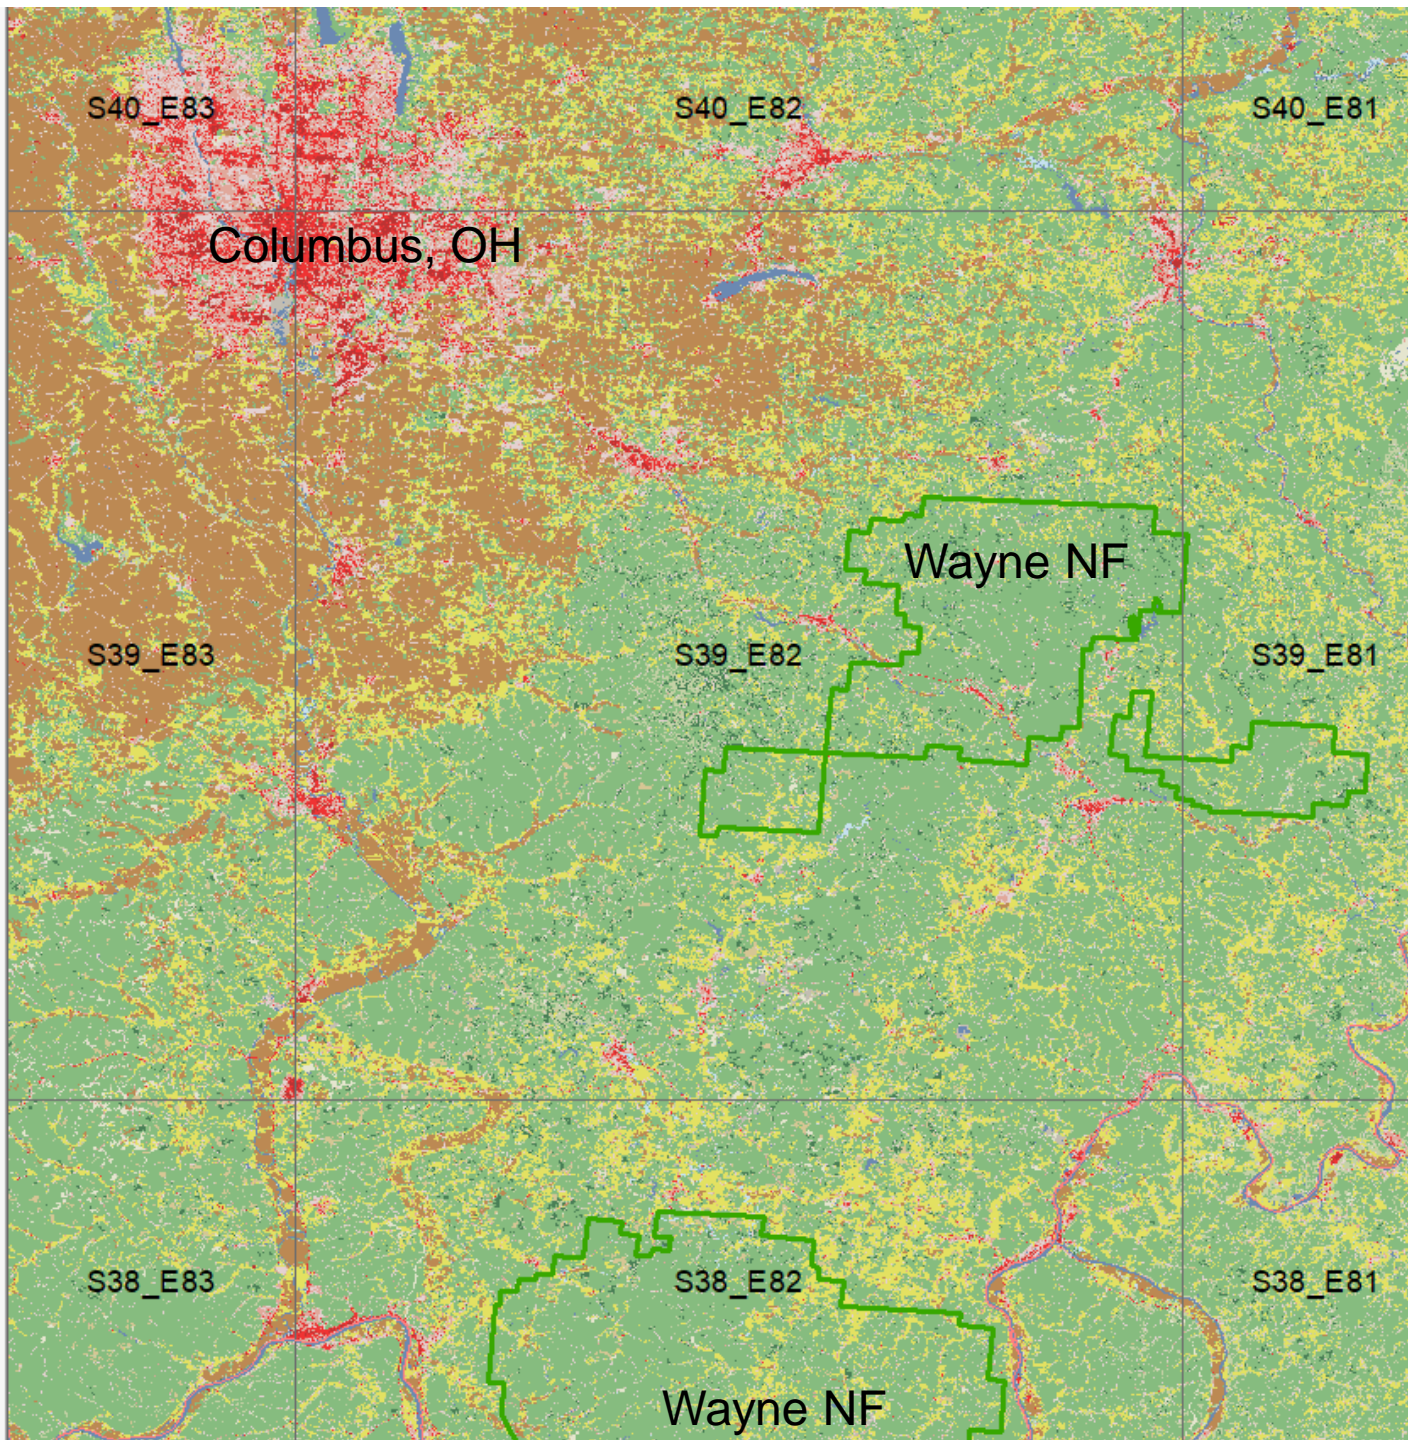 S40_E83
S40_E82
S40_E81
Columbus, OH
Wayne NF
S39_E83
S39_E82
S39_E81
S38_E83
S38_E82
S38_E81
Wayne NF